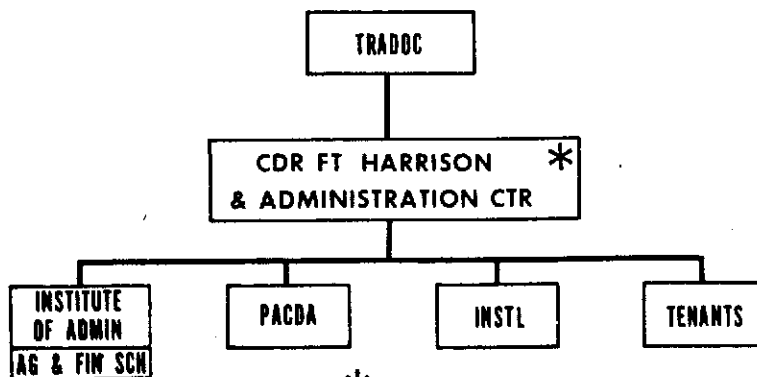 TRADOC
CDR FT HARRISON *
& ADMINISTRATION CTR
INSTITUTE
OF ADMIN
AG & FIN SCH
PACDA
INSTL
TENANTS